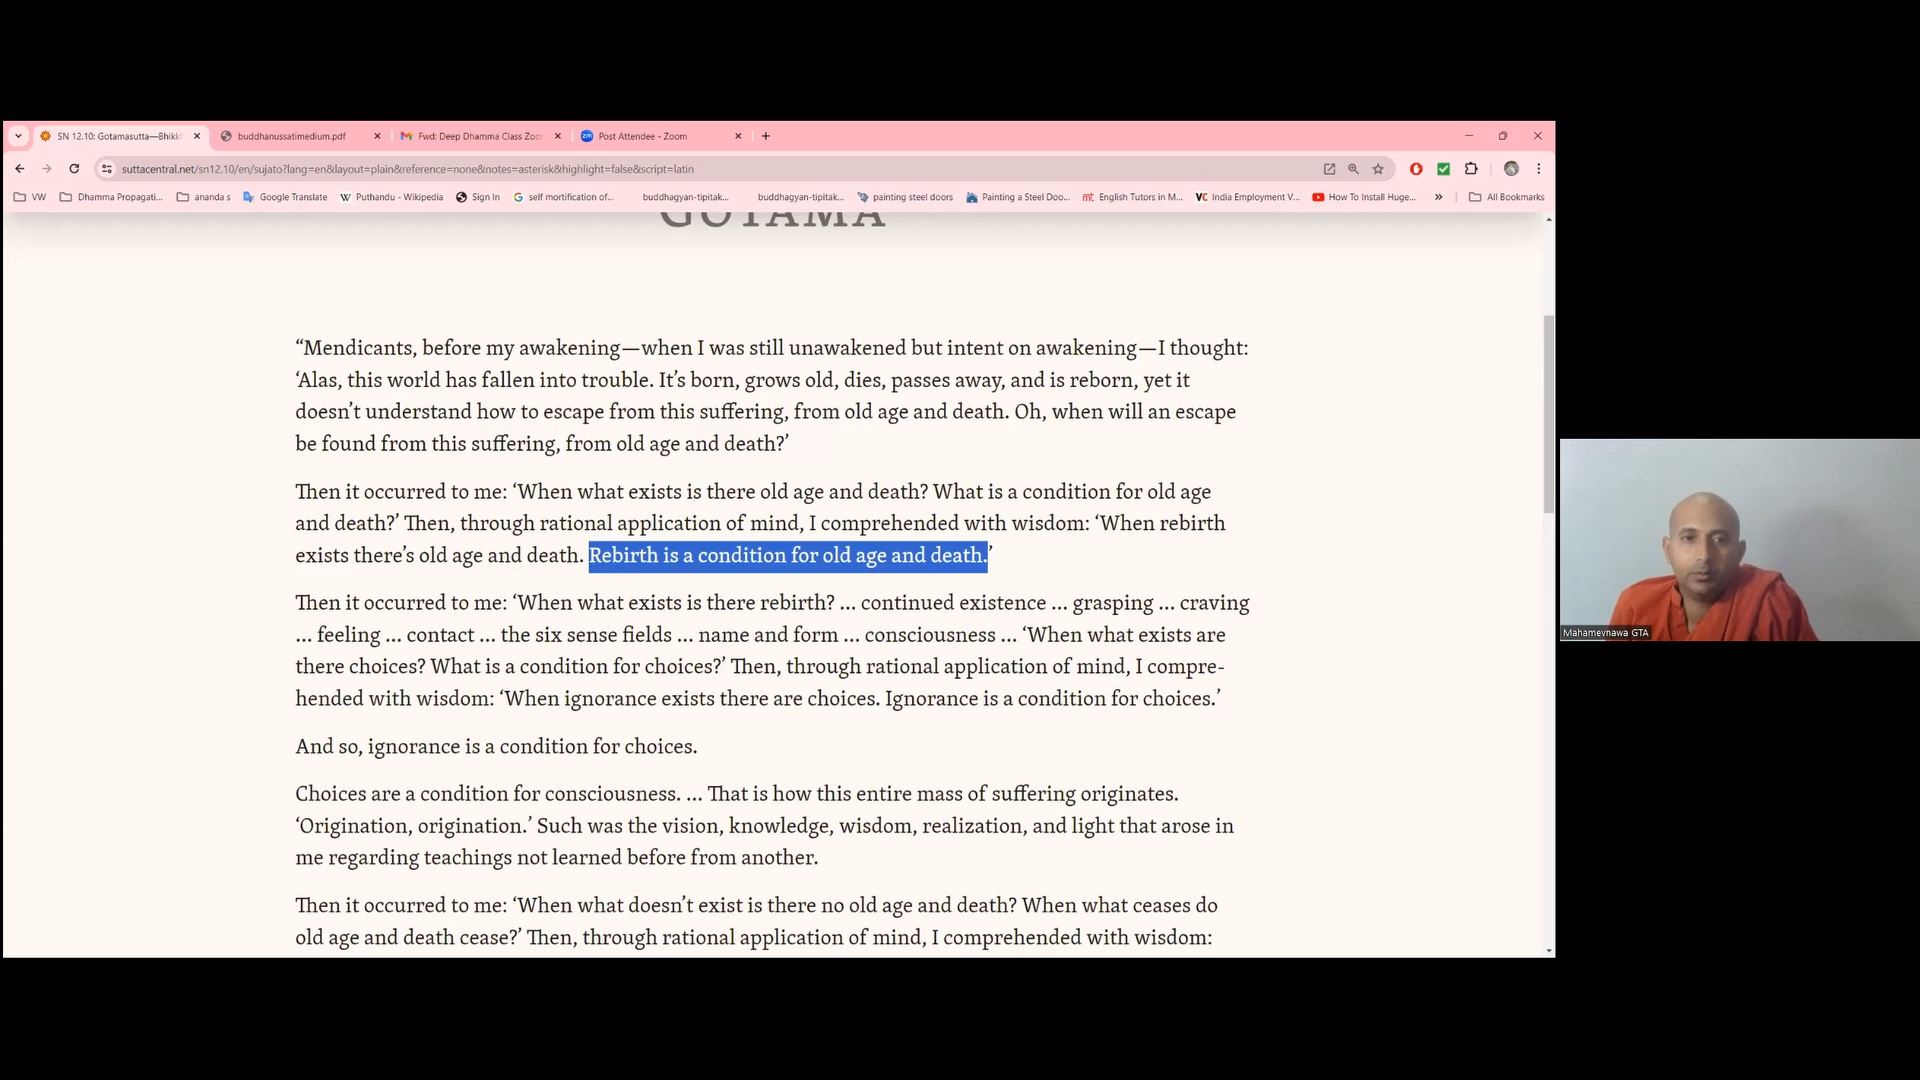 SN 12.10: Gotamasutta—Bhikkh
buddhanussatimedium.pdf
Fwd: Deep Dhamma Class Zoo
Post Attendee - Zoom
suttacentral.net/sn12.10/en/sujato?lang=en&layout=plain&reference=none&notes=asterisk&highlight=false&script=latin
VW
Dhamma Propagati...
ananda s
Google Translate
Puthandu - Wikipedia
Sign In
self mortification of...
buddhagyan-tipitak...
buddhagyan-tipitak...
painting steel doors
Painting a Steel Doo...
English Tutors in M...
India Employment V...
How To Install Huge...
»
All Bookmarks
GOTAMA
“Mendicants, before my awakening—when I was still unawakened but intent on awakening—I thought:
‘Alas, this world has fallen into trouble. It’s born, grows old, dies, passes away, and is reborn, yet it
doesn’t understand how to escape from this suffering, from old age and death. Oh, when will an escape
be found from this suffering, from old age and death?’
Then it occurred to me: ‘When what exists is there old age and death? What is a condition for old age
and death?’ Then, through rational application of mind, I comprehended with wisdom: ‘When rebirth
exists there’s old age and death. Rebirth is a condition for old age and death.’
Then it occurred to me: ‘When what exists is there rebirth? … continued existence … grasping … craving
… feeling … contact … the six sense fields … name and form … consciousness … ‘When what exists are
there choices? What is a condition for choices?’ Then, through rational application of mind, I compre-
hended with wisdom: ‘When ignorance exists there are choices. Ignorance is a condition for choices.’
And so, ignorance is a condition for choices.
Choices are a condition for consciousness. … That is how this entire mass of suffering originates.
‘Origination, origination.’ Such was the vision, knowledge, wisdom, realization, and light that arose in
me regarding teachings not learned before from another.
Then it occurred to me: ‘When what doesn’t exist is there no old age and death? When what ceases do
old age and death cease?’ Then, through rational application of mind, I comprehended with wisdom:
Mahamevnawa GTA